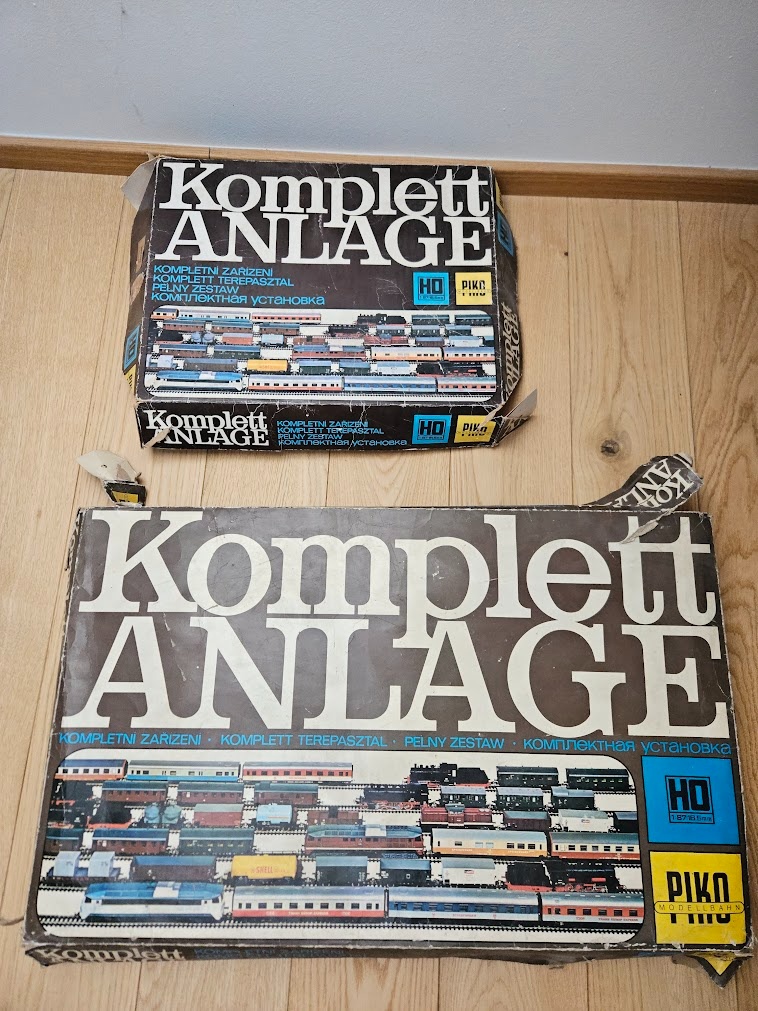 Komplett
ANLAGE
KOMPLETNÍ ZAŘÍZENÍ
KOMPLETT TEREPASZTAL
PEŁNY ZESTAW
КОМПЛЕКТНАЯ УСТАНОВКА
HO
PIKO
Komplett
ANLAGE
KOMPLETNÍ ZAŘÍZENÍ
KOMPLETT TEREPASZTAL
PEŁNY ZESTAW
КОМПЛЕКТНАЯ УСТАНОВКА
HO
PIKO
Komplett
ANLAGE
KOMPLETNÍ ZAŘÍZENÍ · KOMPLETT TEREPASZTAL · PEŁNY ZESTAW · КОМПЛЕКТНАЯ УСТАНОВКА
HO
1:87/16,5mm
PIKO
MODELLBAHN
SHELL
Komplett